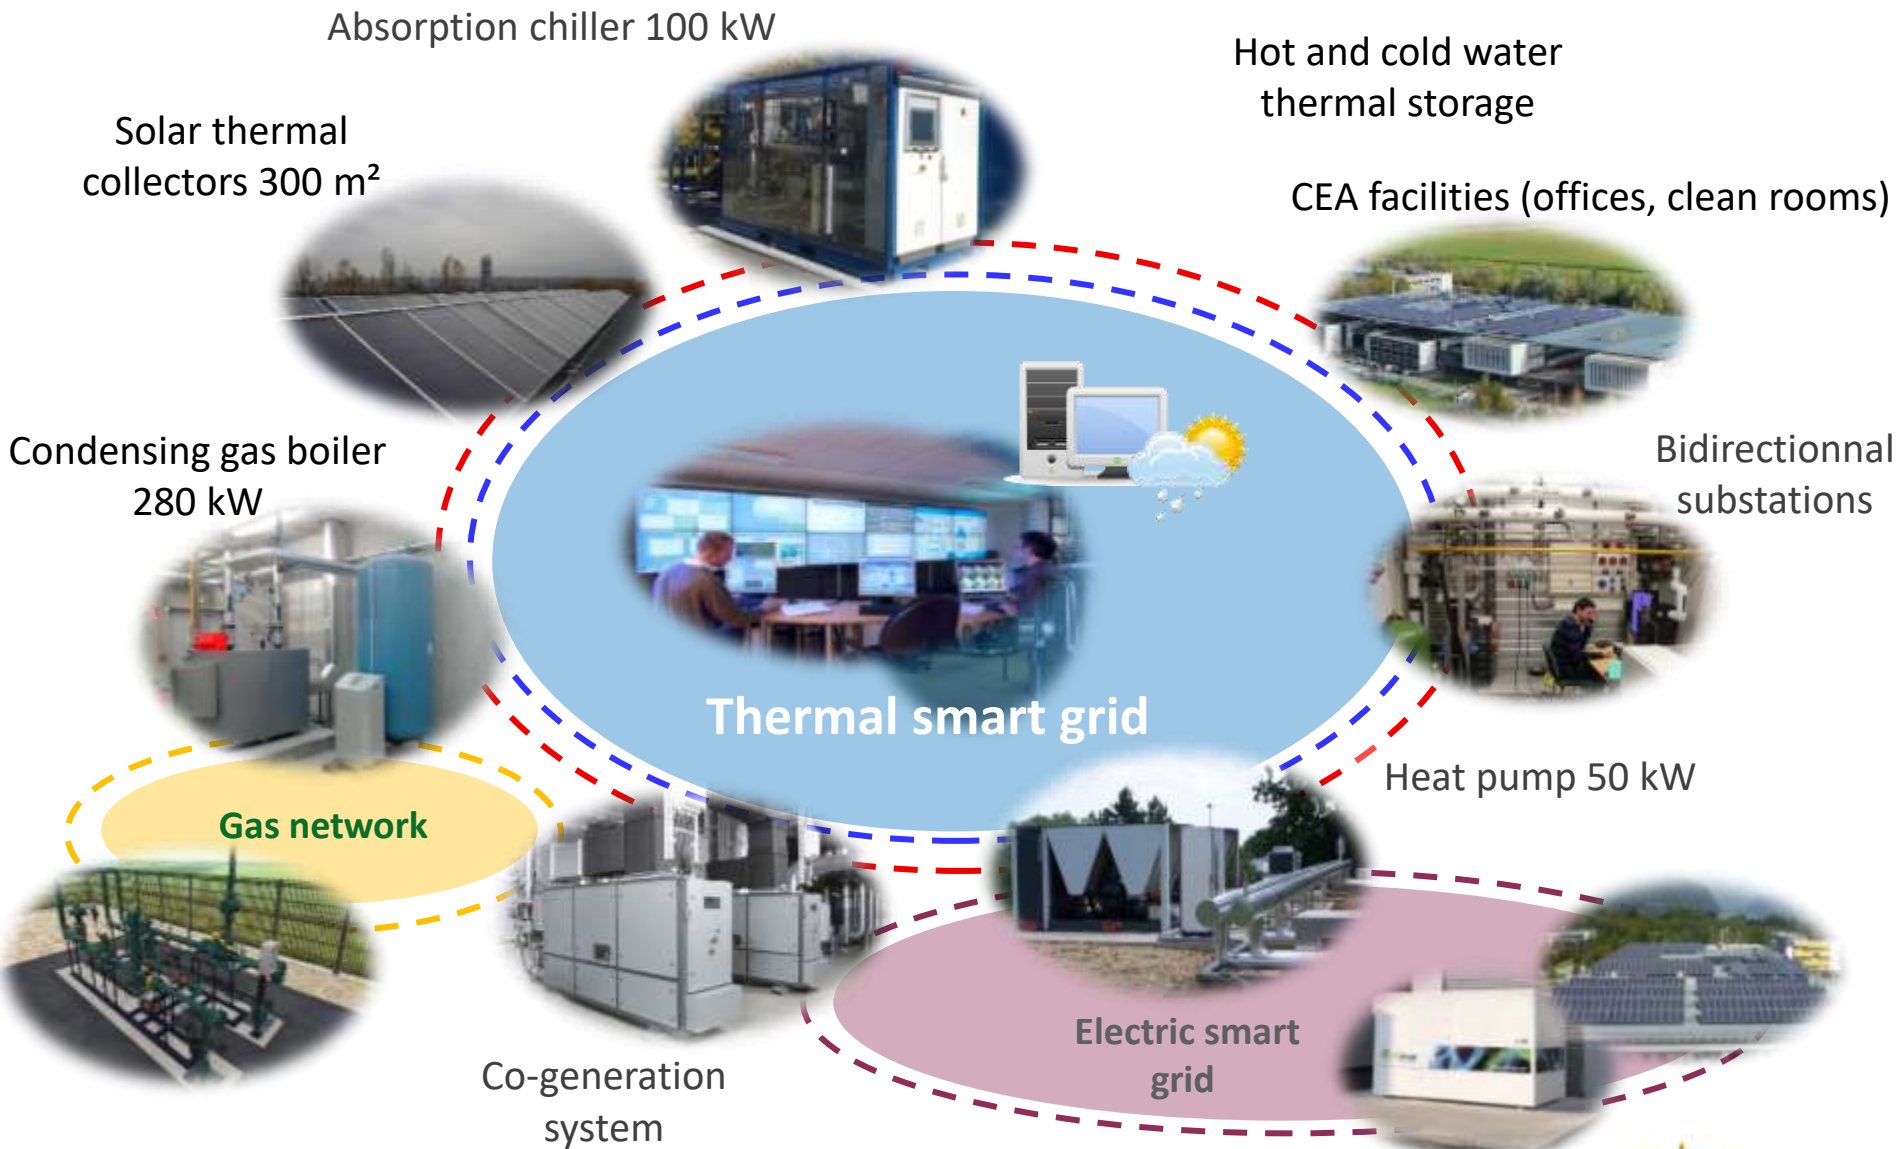 Absorption chiller 100 kW
Hot and cold water
thermal storage
Solar thermal
collectors 300 m²
CEA facilities (offices, clean rooms)
Condensing gas boiler
280 kW
Bidirectionnal
substations
Thermal smart grid
Heat pump 50 kW
Gas network
Electric smart
grid
Co-generation
system